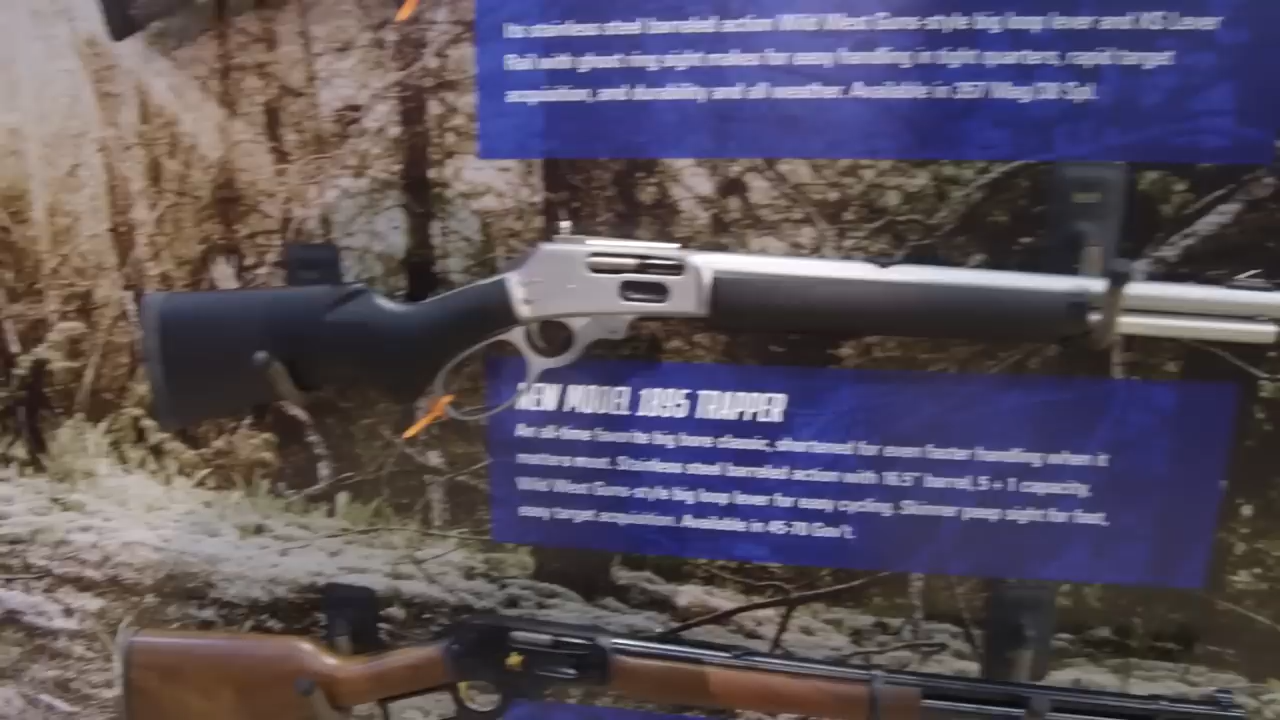 Its stainless steel barreled action Wild West Guns-style big loop lever and XS Lever
Rail with ghost ring sight makes for easy handling in tight quarters, rapid target
acquisition, and durability and all weather. Available in 357 Mag/38 Spl.
NEW MODEL 1895 TRAPPER
An all-time favorite big bore classic, shortened for even faster handling when it
matters most. Stainless steel barreled action with 16.5" barrel, 5 + 1 capacity.
Wild West Guns-style big loop lever for easy cycling. Skinner peep sight for fast,
easy target acquisition. Available in 45-70 Gov't.